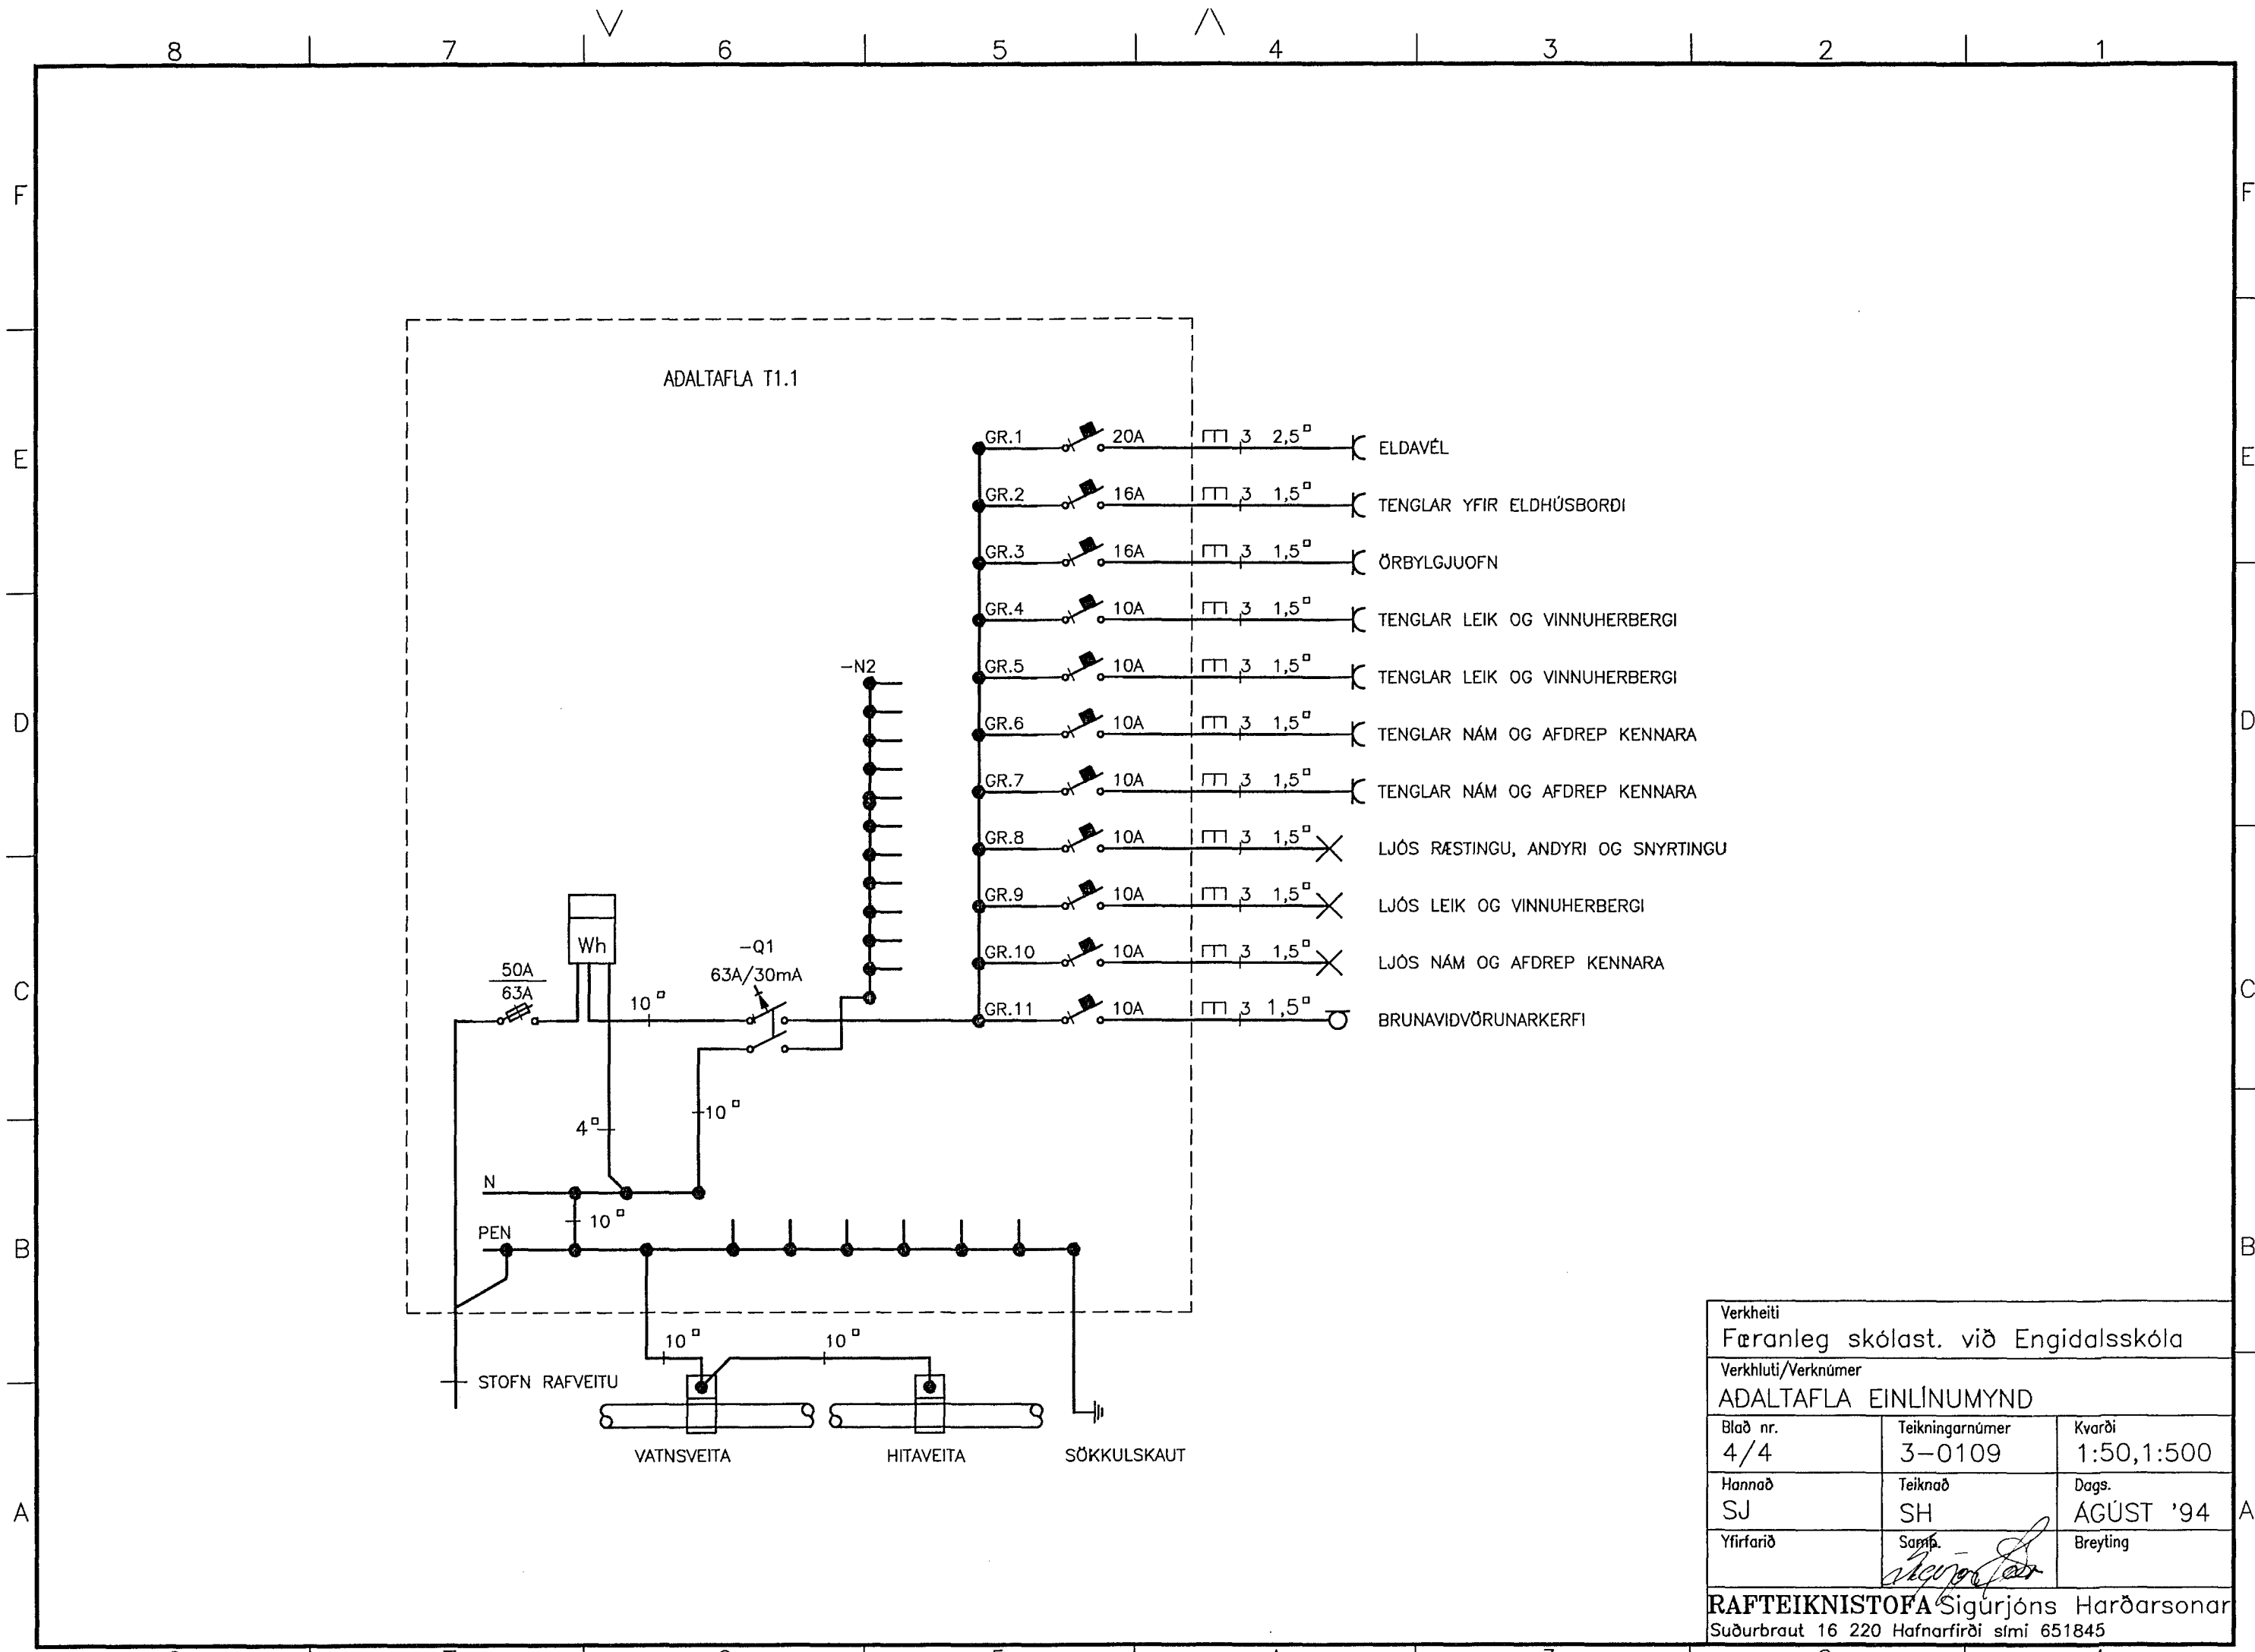 8 7 6 5 4 3 2 1
F F
E E
D D
C C
B B
A A
AÐALTAFLA T1.1
GR.1 20A 3 2,5▫ ELDAVÉL
GR.2 16A 3 1,5▫ TENGLAR YFIR ELDHÚSBORÐI
GR.3 16A 3 1,5▫ ÖRBYLGJUOFN
GR.4 10A 3 1,5▫ TENGLAR LEIK OG VINNUHERBERGI
GR.5 10A 3 1,5▫ TENGLAR LEIK OG VINNUHERBERGI
GR.6 10A 3 1,5▫ TENGLAR NÁM OG AFDREP KENNARA
GR.7 10A 3 1,5▫ TENGLAR NÁM OG AFDREP KENNARA
GR.8 10A 3 1,5▫ LJÓS RÆSTINGU, ANDYRI OG SNYRTINGU
GR.9 10A 3 1,5▫ LJÓS LEIK OG VINNUHERBERGI
GR.10 10A 3 1,5▫ LJÓS NÁM OG AFDREP KENNARA
GR.11 10A 3 1,5▫ BRUNAVIÐVÖRUNARKERFI
-N2
Wh
50A
63A
10▫
-Q1
63A/30mA
10▫
4▫
N
10▫
PEN
10▫ 10▫
STOFN RAFVEITU
VATNSVEITA HITAVEITA SÖKKULSKAUT
Verkheiti
Færanleg skólast. við Engidalsskóla
Verkhluti/Verknúmer
AÐALTAFLA EINLÍNUMYND
Blað nr. Teikningarnúmer Kvarði
4/4 3-0109 1:50,1:500
Hannað Teiknað Dags.
SJ SH ÁGÚST '94
Yfirfarið Samþ. Breyting
RAFTEIKNISTOFA Sigurjóns Harðarsonar
Suðurbraut 16 220 Hafnarfirði sími 651845